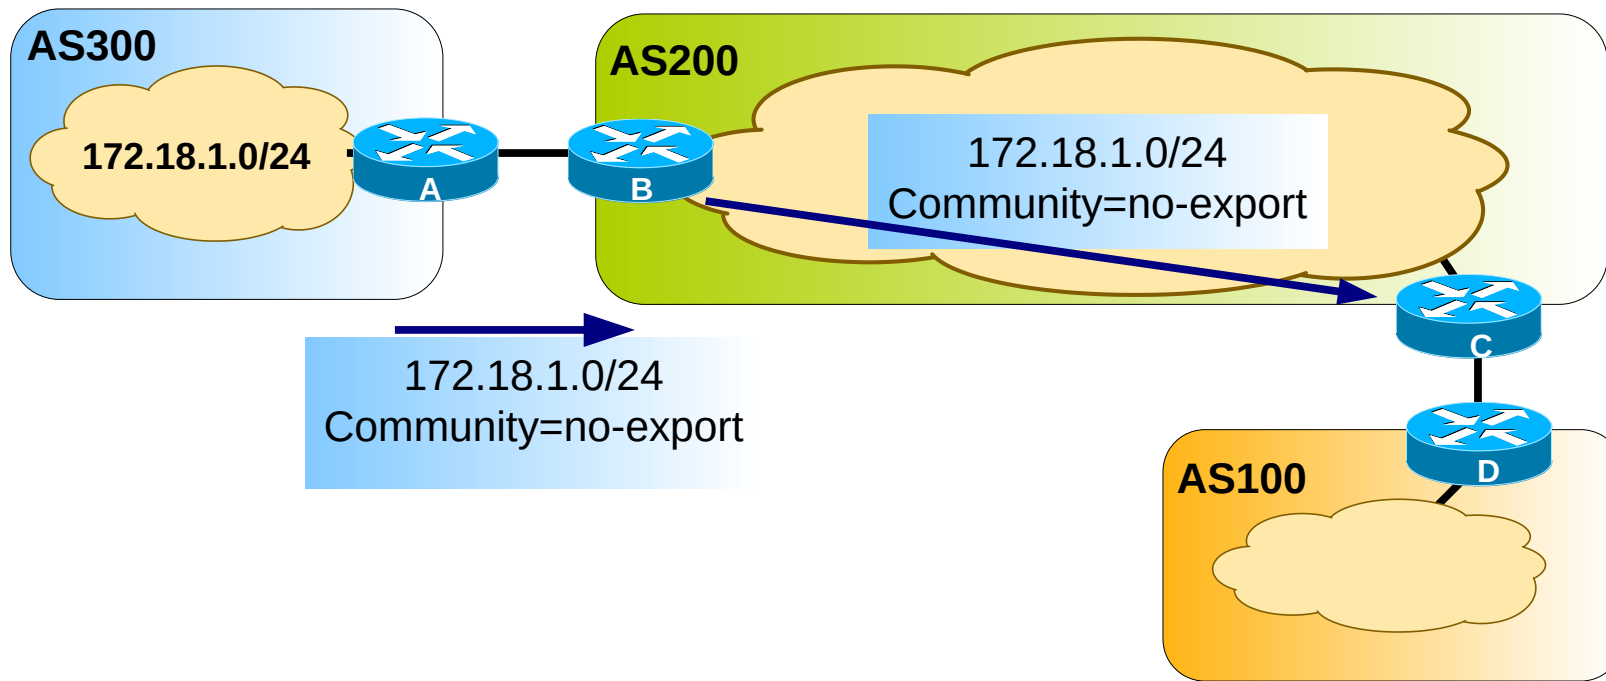 AS300
172.18.1.0/24
A
AS200
B
172.18.1.0/24
Community=no-export
172.18.1.0/24
Community=no-export
C
D
AS100